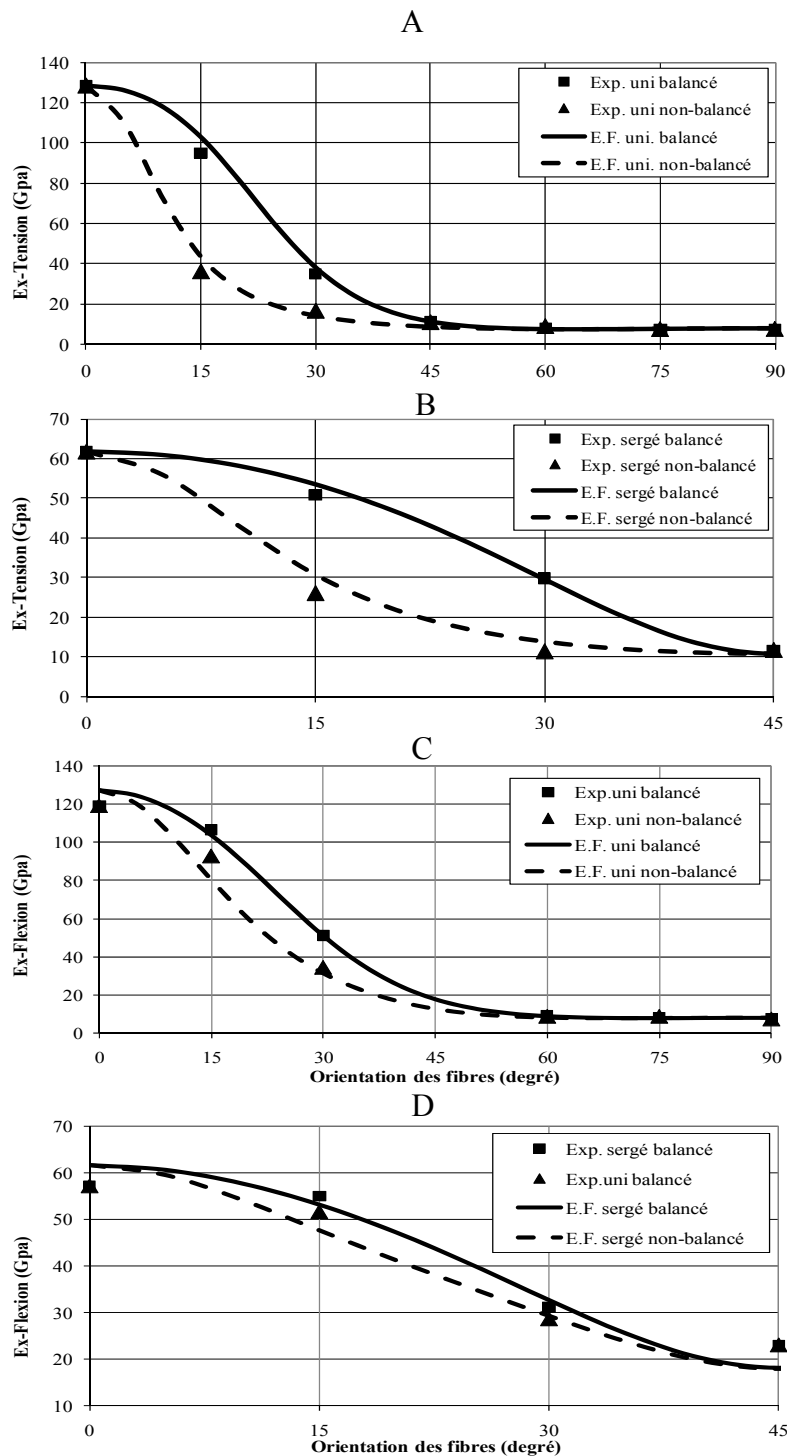 A
140
120
100
80
60
40
20
0
Ex-Tension (Gpa)
Exp. uni balancé
Exp. uni non-balancé
E.F. uni. balancé
E.F. uni. non-balancé
0 15 30 45 60 75 90
B
70
60
50
40
30
20
10
0
Ex-Tension (Gpa)
Exp. sergé balancé
Exp. sergé non-balancé
E.F. sergé balancé
E.F. sergé non-balancé
0 15 30 45
C
140
120
100
80
60
40
20
0
Ex-Flexion (Gpa)
Exp.uni balancé
Exp. uni non-balancé
E.F. uni balancé
E.F. uni non-balancé
0 15 30 45 60 75 90
Orientation des fibres (degré)
D
70
60
50
40
30
20
10
Ex-Flexion (Gpa)
Exp. sergé balancé
Exp.uni balancé
E.F. sergé balancé
E.F. sergé non-balancé
0 15 30 45
Orientation des fibres (degré)